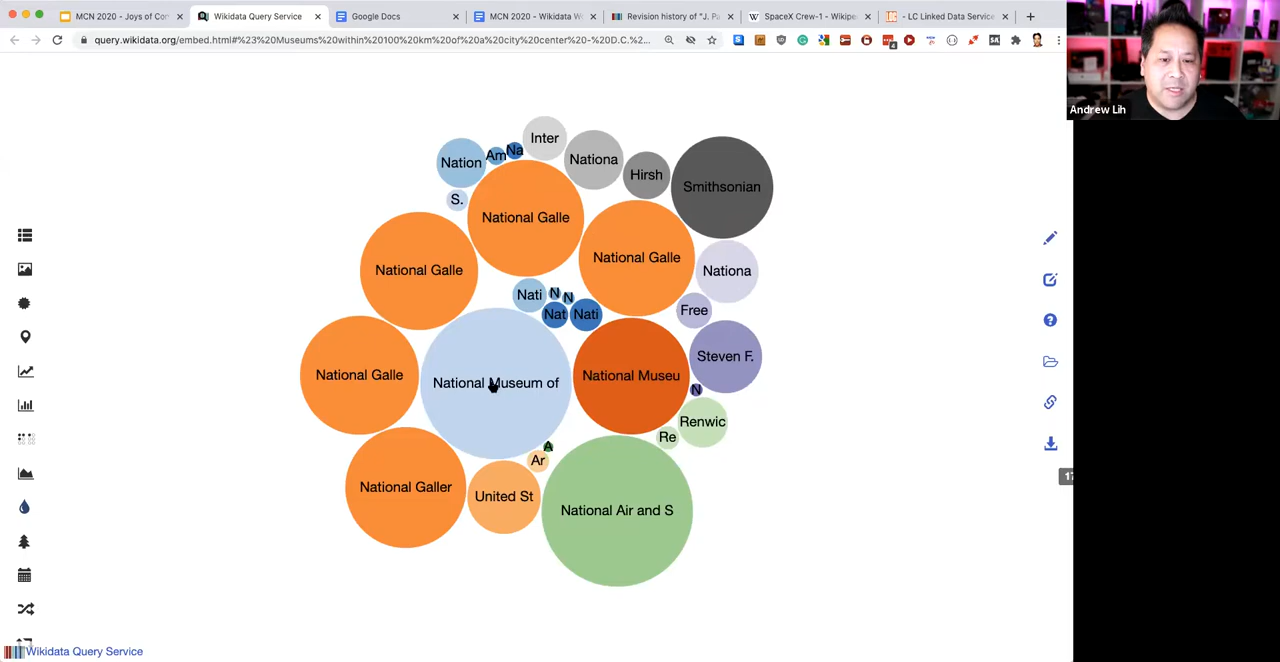 MCN 2020 - Joys of Con
Wikidata Query Service
Google Docs
MCN 2020 - Wikidata W
Revision history of "J. Pa
SpaceX Crew-1 - Wikipe
- LC Linked Data Service
query.wikidata.org/embed.html#%23%20Museums%20within%20100%20km%20of%20a%20city%20center%20-%20D.C.%2...
Andrew Lih
Inter
Nation
Am
Na
Nationa
Hirsh
Smithsonian
S.
National Galle
National Galle
National Galle
Nationa
Nati
N
N
Nat
Nati
Free
Steven F.
National Galle
National Museum of
National Museu
N
Renwic
Re
A
Ar
National Galler
United St
National Air and S
17
Wikidata Query Service